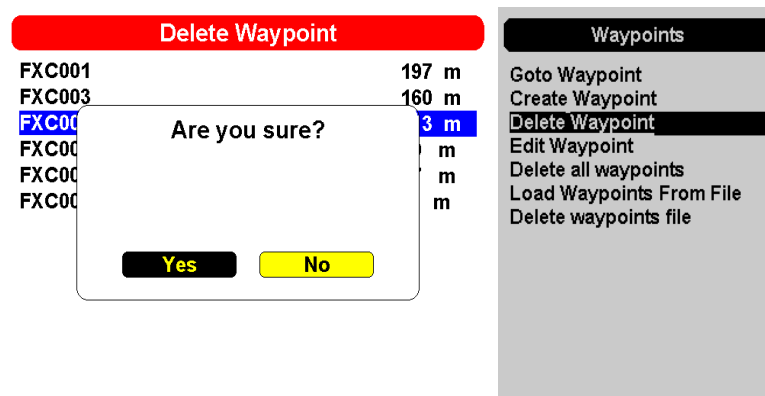 Delete Waypoint
FXC001 197 m
FXC003 160 m
m
m
m
m
Are you sure?
Yes No
Waypoints
Goto Waypoint
Create Waypoint
Delete Waypoint
Edit Waypoint
Delete all waypoints
Load Waypoints From File
Delete waypoints file